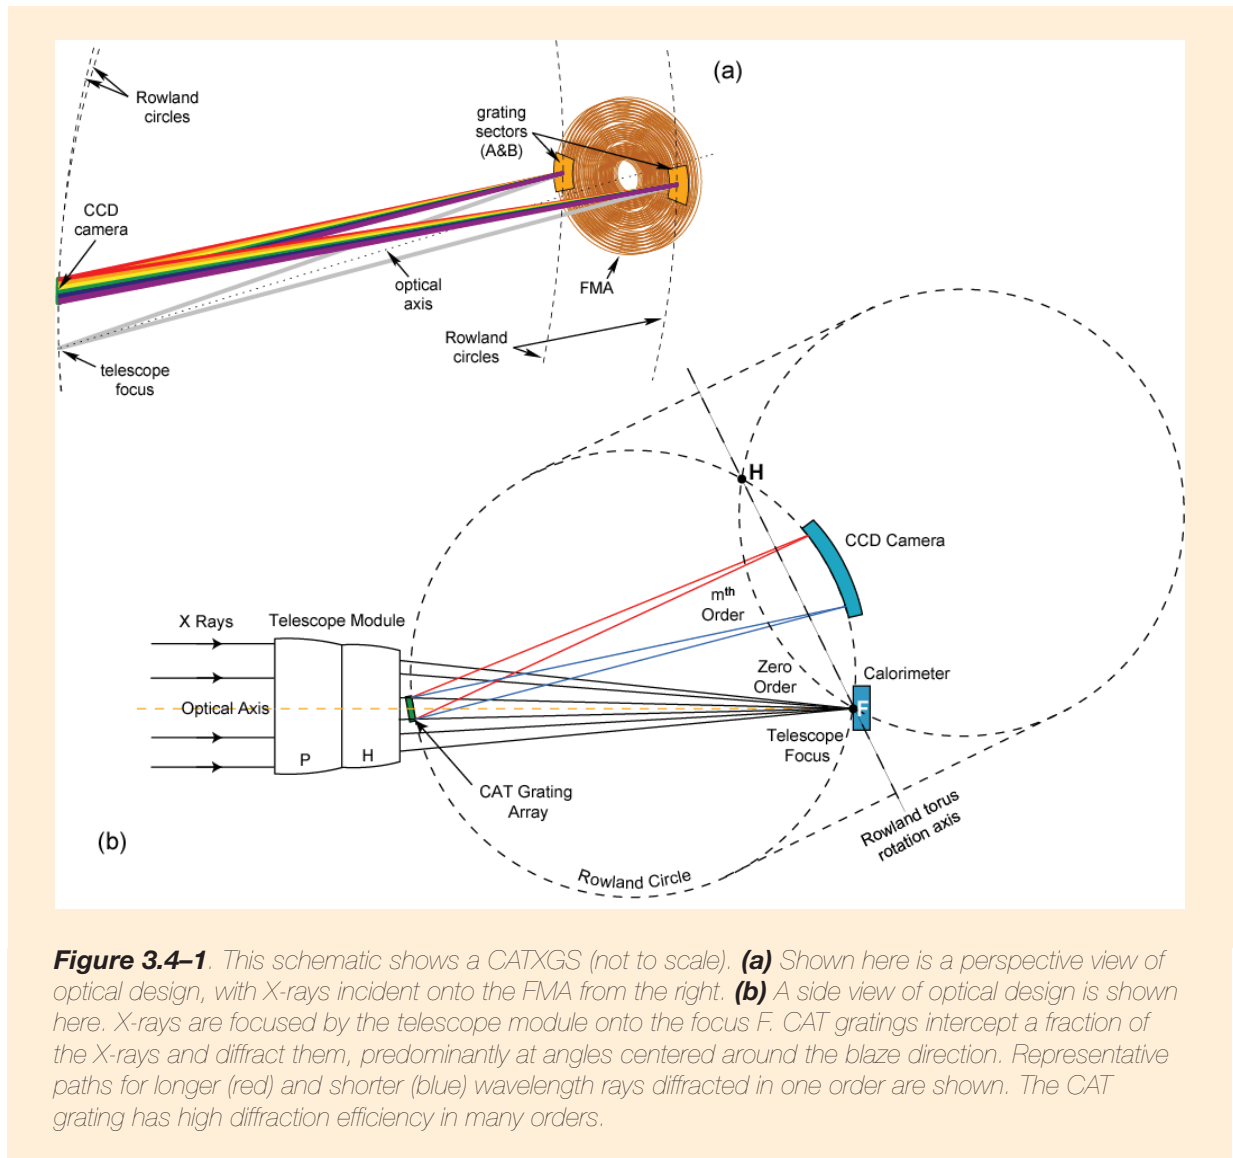 (a)
Rowland
circles
grating
sectors
(A&B)
CCD
camera
optical
axis
FMA
Rowland
circles
telescope
focus
H
CCD Camera
mth
Order
X Rays
Telescope Module
Zero
Order
Calorimeter
Optical Axis
F
Telescope
Focus
P
H
CAT Grating
Array
Rowland torus
rotation axis
(b)
Rowland Circle
Figure 3.4–1. This schematic shows a CATXGS (not to scale). (a) Shown here is a perspective view of
optical design, with X-rays incident onto the FMA from the right. (b) A side view of optical design is shown
here. X-rays are focused by the telescope module onto the focus F. CAT gratings intercept a fraction of
the X-rays and diffract them, predominantly at angles centered around the blaze direction. Representative
paths for longer (red) and shorter (blue) wavelength rays diffracted in one order are shown. The CAT
grating has high diffraction efficiency in many orders.